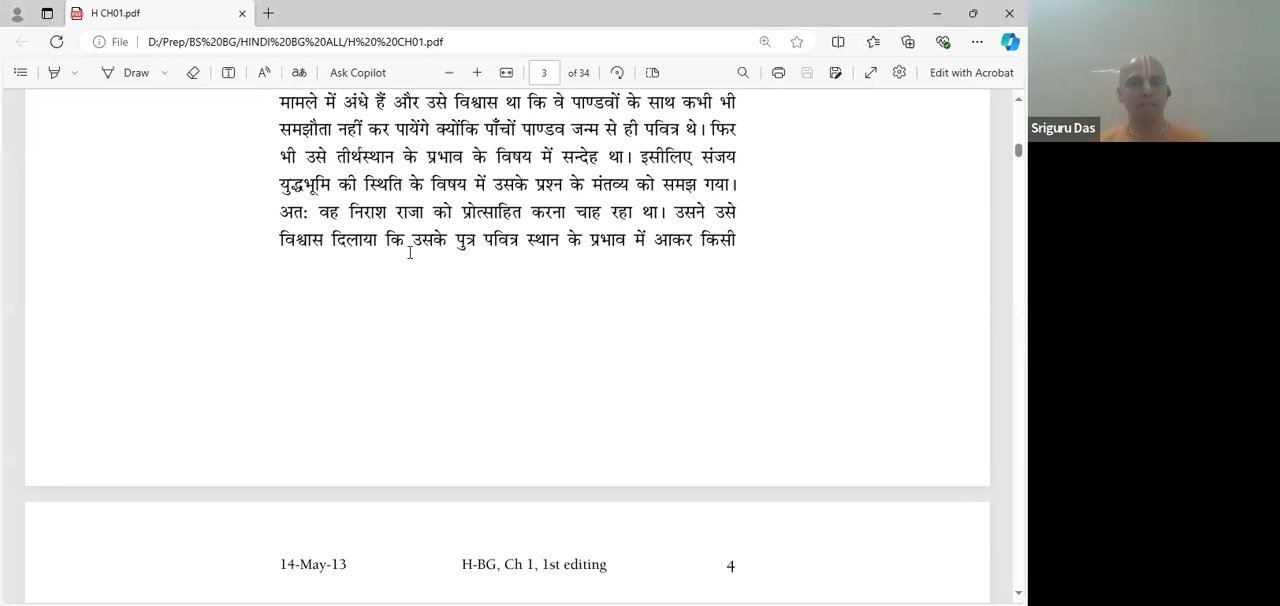 H CH01.pdf
File
D:/Prep/BS%20BG/HINDI%20BG%20ALL/H%20%20CH01.pdf
Draw
Ask Copilot
3
of 34
Edit with Acrobat
मामले में अंधे हैं और उसे विश्वास था कि वे पाण्डवों के साथ कभी भी
समझौता नहीं कर पायेंगे क्योंकि पाँचों पाण्डव जन्म से ही पवित्र थे। फिर
भी उसे तीर्थस्थान के प्रभाव के विषय में सन्देह था। इसीलिए संजय
युद्धभूमि की स्थिति के विषय में उसके प्रश्न के मंतव्य को समझ गया।
अत: वह निराश राजा को प्रोत्साहित करना चाह रहा था। उसने उसे
विश्वास दिलाया कि उसके पुत्र पवित्र स्थान के प्रभाव में आकर किसी
14-May-13
H-BG, Ch 1, 1st editing
4
Sriguru Das